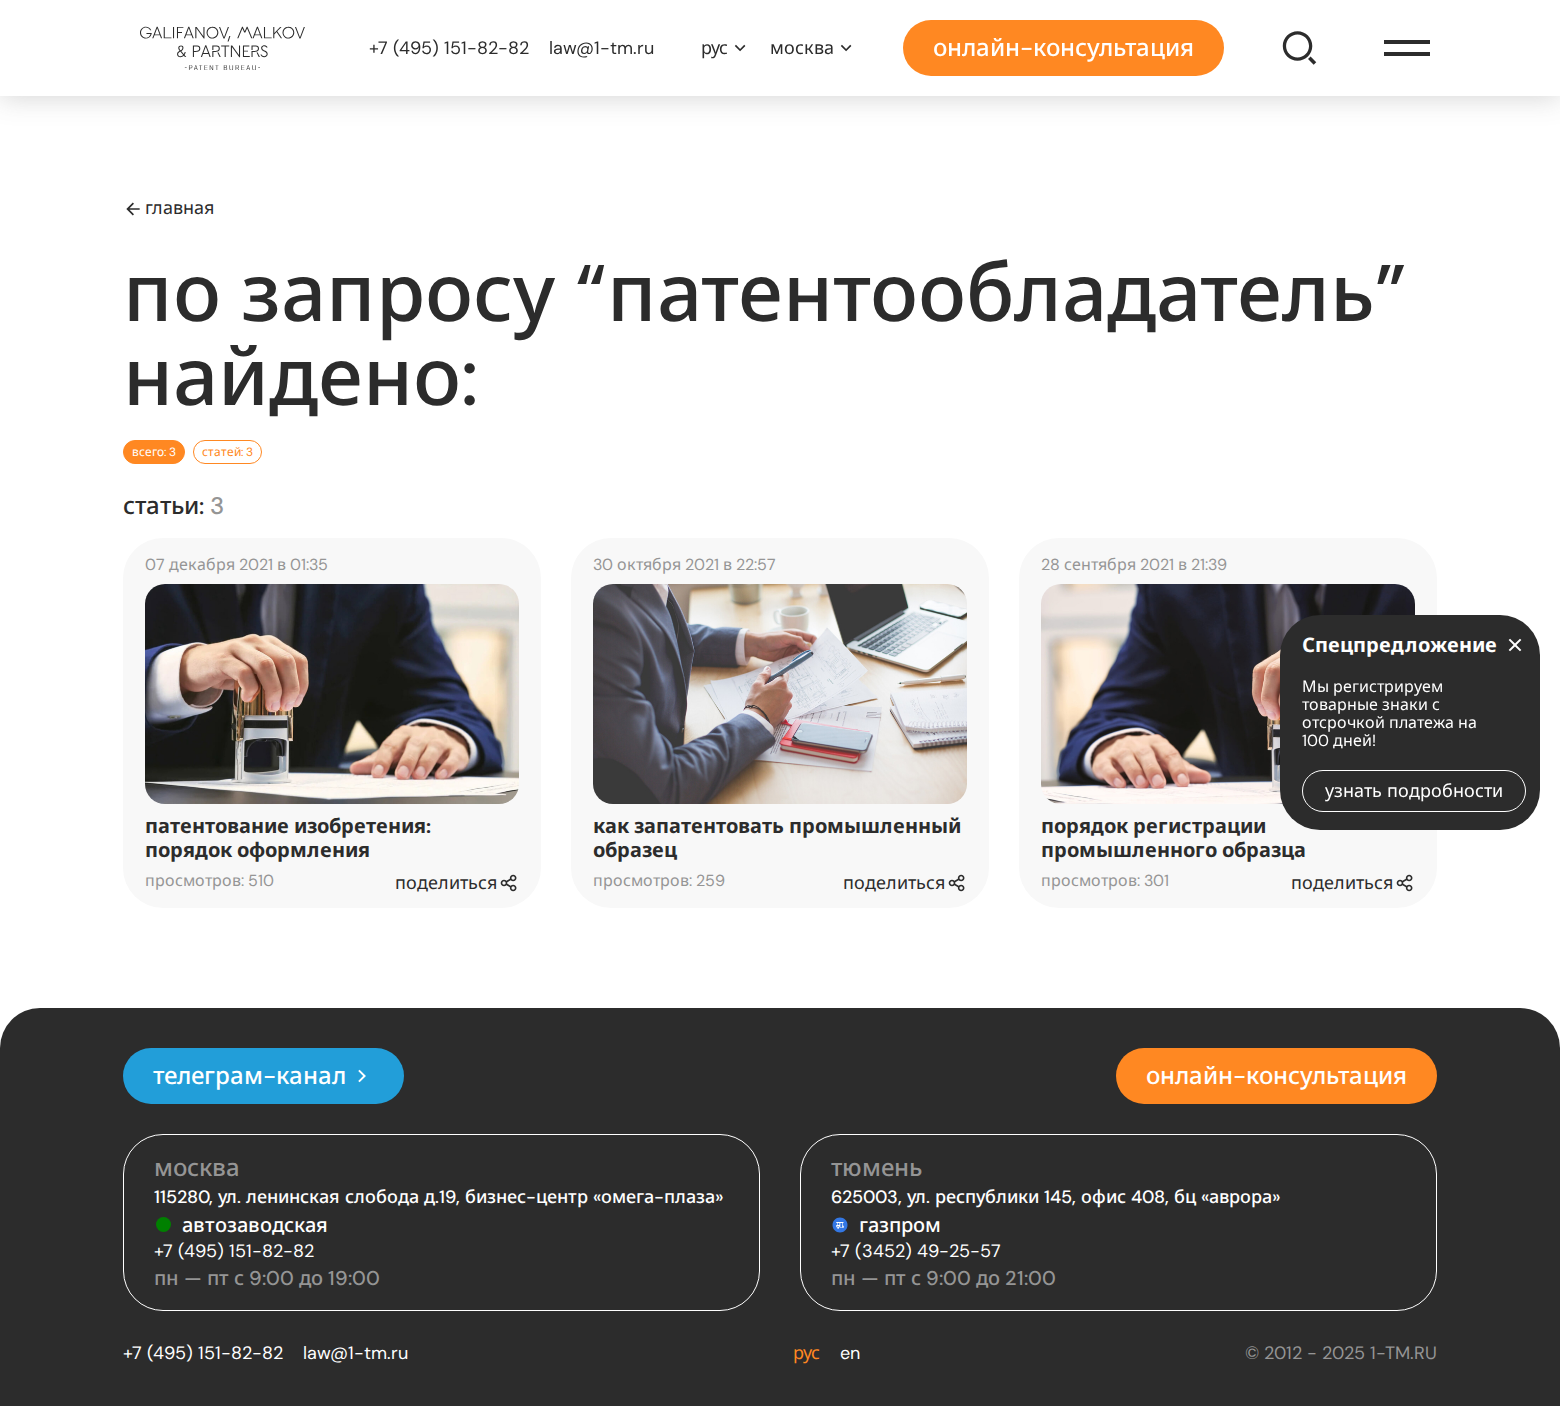 GALIFANOV, MALKOV
& PARTNERS
-PATENT BUREAU-
+7 (495) 151-82-82
law@1-tm.ru
рус
москва
онлайн-консультация
главная
по запросу “патентообладатель”
найдено:
всего: 3
статей: 3
статьи: 3
07 декабря 2021 в 01:35
патентование изобретения:
порядок оформления
просмотров: 510
поделиться
30 октября 2021 в 22:57
как запатентовать промышленный
образец
просмотров: 259
поделиться
28 сентября 2021 в 21:39
порядок регистрации
промышленного образца
просмотров: 301
поделиться
Спецпредложение
Мы регистрируем
товарные знаки с
отсрочкой платежа на
100 дней!
узнать подробности
телеграм-канал
онлайн-консультация
москва
115280, ул. ленинская слобода д.19, бизнес-центр «омега-плаза»
автозаводская
+7 (495) 151-82-82
пн — пт с 9:00 до 19:00
тюмень
625003, ул. республики 145, офис 408, бц «аврора»
газпром
+7 (3452) 49-25-57
пн — пт с 9:00 до 21:00
+7 (495) 151-82-82
law@1-tm.ru
рус
en
© 2012 - 2025 1-TM.RU